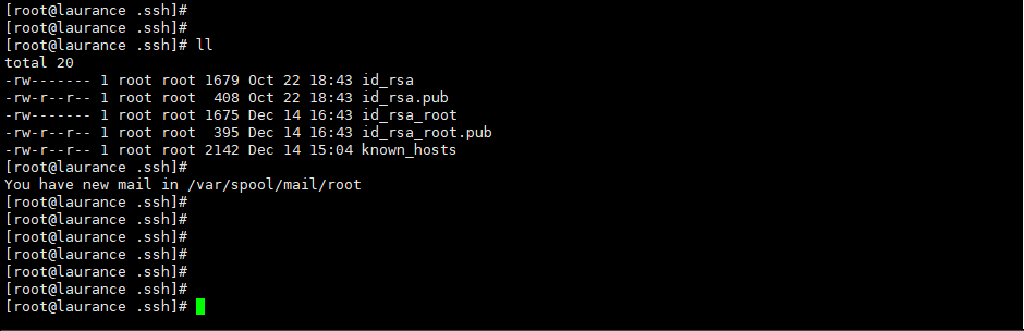 [root@laurance .ssh]#
[root@laurance .ssh]#
[root@laurance .ssh]# ll
total 20
-rw------- 1 root root 1679 Oct 22 18:43 id_rsa
-rw-r--r-- 1 root root  408 Oct 22 18:43 id_rsa.pub
-rw------- 1 root root 1675 Dec 14 16:43 id_rsa_root
-rw-r--r-- 1 root root  395 Dec 14 16:43 id_rsa_root.pub
-rw-r--r-- 1 root root 2142 Dec 14 15:04 known_hosts
[root@laurance .ssh]#
You have new mail in /var/spool/mail/root
[root@laurance .ssh]#
[root@laurance .ssh]#
[root@laurance .ssh]#
[root@laurance .ssh]#
[root@laurance .ssh]#
[root@laurance .ssh]#
[root@laurance .ssh]#